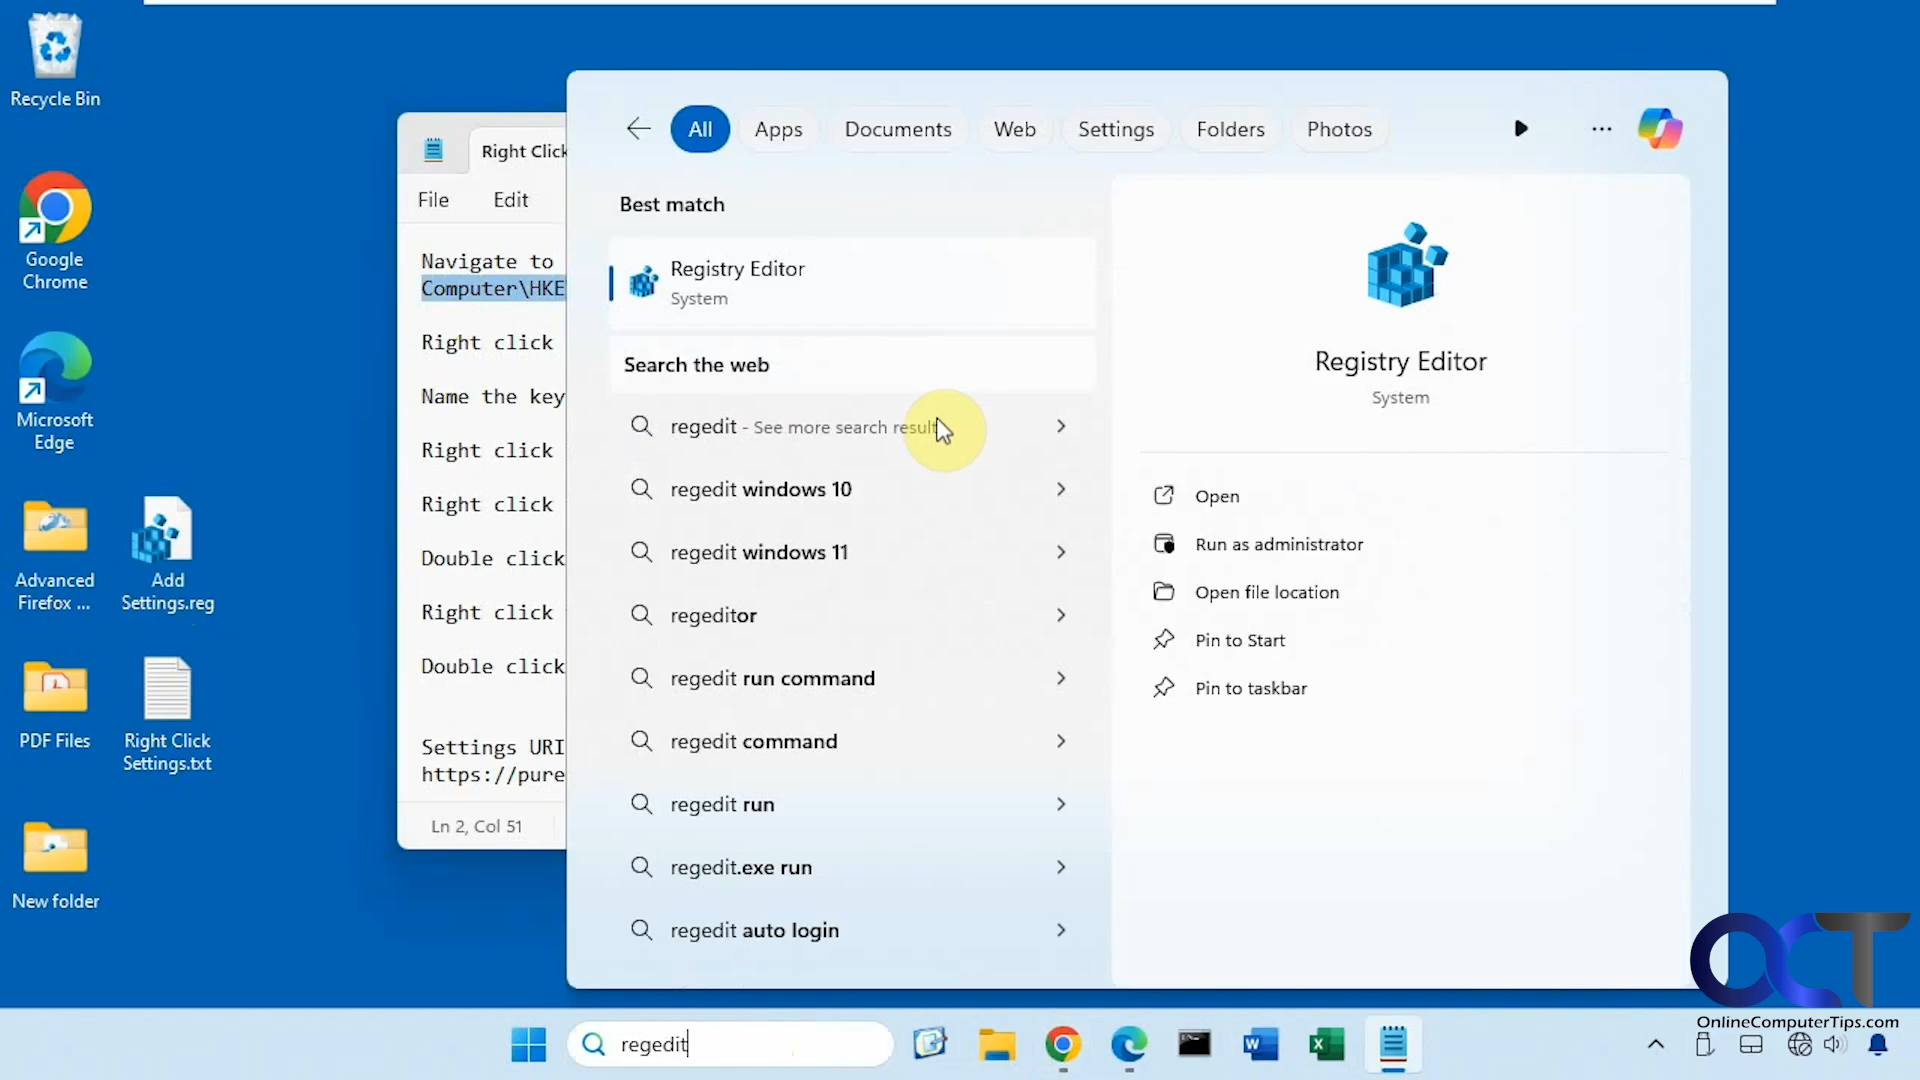 Recycle Bin
Google
Chrome
Microsoft
Edge
Advanced
Firefox ...
Add
Settings.reg
PDF Files
Right Click
Settings.txt
New folder
Right Click
File Edit
Navigate to
Computer\HKE
Right click
Name the key
Right click
Right click
Double click
Right click
Double click
Settings URI
https://pure
Ln 2, Col 51
All Apps Documents Web Settings Folders Photos
Best match
Registry Editor
System
Search the web
regedit - See more search result
regedit windows 10
regedit windows 11
regeditor
regedit run command
regedit command
regedit run
regedit.exe run
regedit auto login
Registry Editor
System
Open
Run as administrator
Open file location
Pin to Start
Pin to taskbar
regedit
OCT
OnlineComputerTips.com